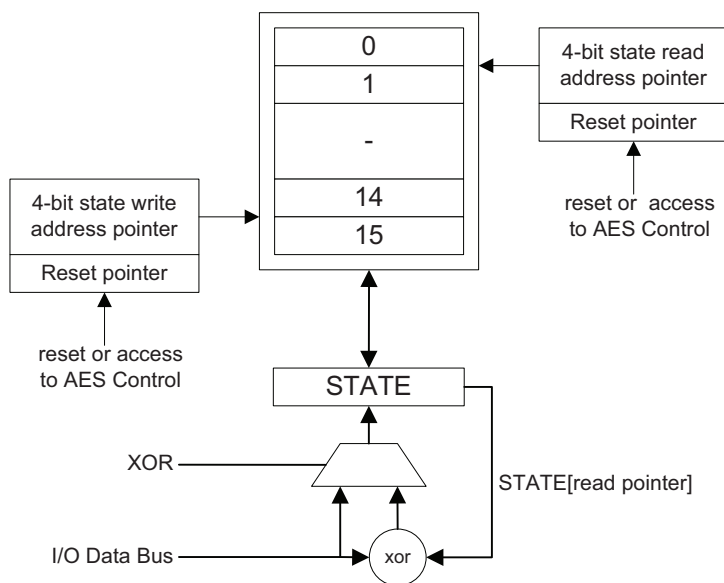 0
1
-
14
15
4-bit state read
address pointer
Reset pointer
reset or access
to AES Control
4-bit state write
address pointer
Reset pointer
reset or access
to AES Control
STATE
XOR
STATE[read pointer]
I/O Data Bus
xor